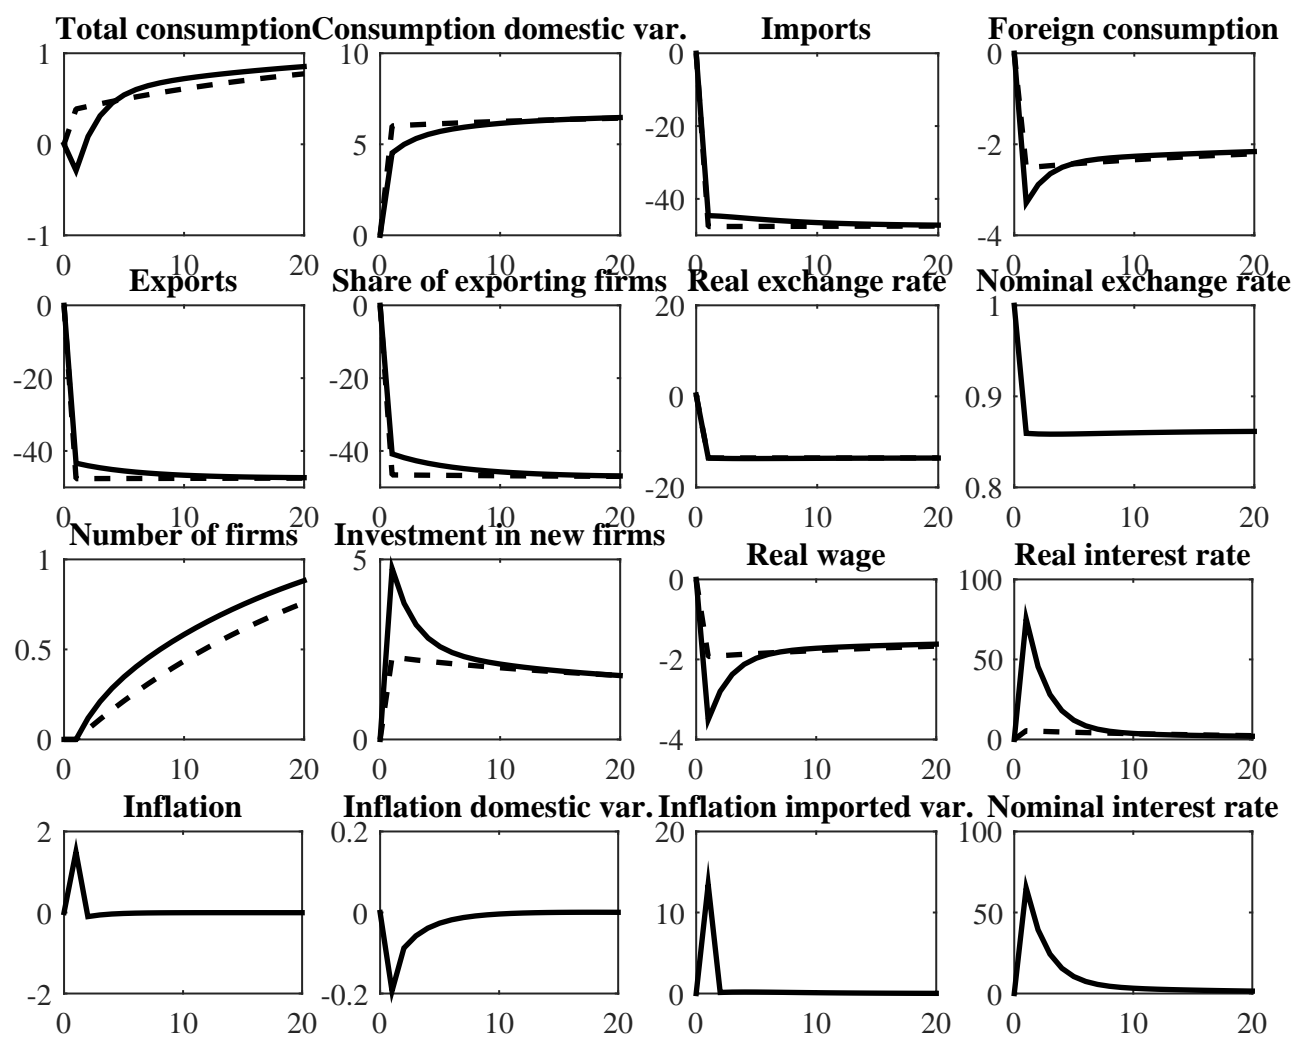 Total consumption Consumption domestic var. Imports Foreign consumption
1 10 0 0
0 5 -20 -2
-40
-1 0 -4
0 10 20 0 10 20 0 10 20 0 10 20
Exports Share of exporting firms Real exchange rate Nominal exchange rate
0 0 20 1
-20 -20 0 0.9
-40 -40
-20 0.8
0 10 20 0 10 20 0 10 20 0 10 20
Number of firms Investment in new firms Real wage Real interest rate
1 5 0 100
0.5 -2 50
0 0 -4 0
0 10 20 0 10 20 0 10 20 0 10 20
Inflation Inflation domestic var. Inflation imported var. Nominal interest rate
2 0.2 20 100
0 0 10 50
-2 -0.2 0 0
0 10 20 0 10 20 0 10 20 0 10 20